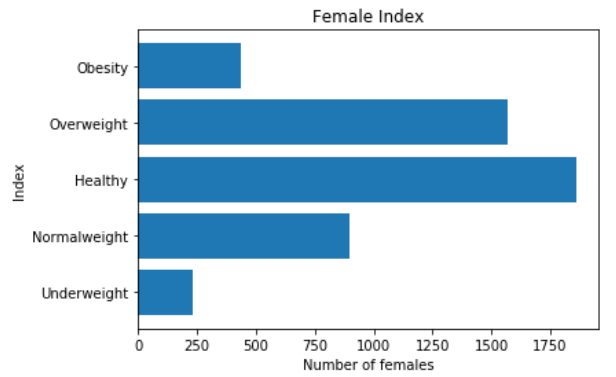 Female Index
Obesity
Overweight
Healthy
Normalweight
Underweight
Index
0 250 500 750 1000 1250 1500 1750
Number of females